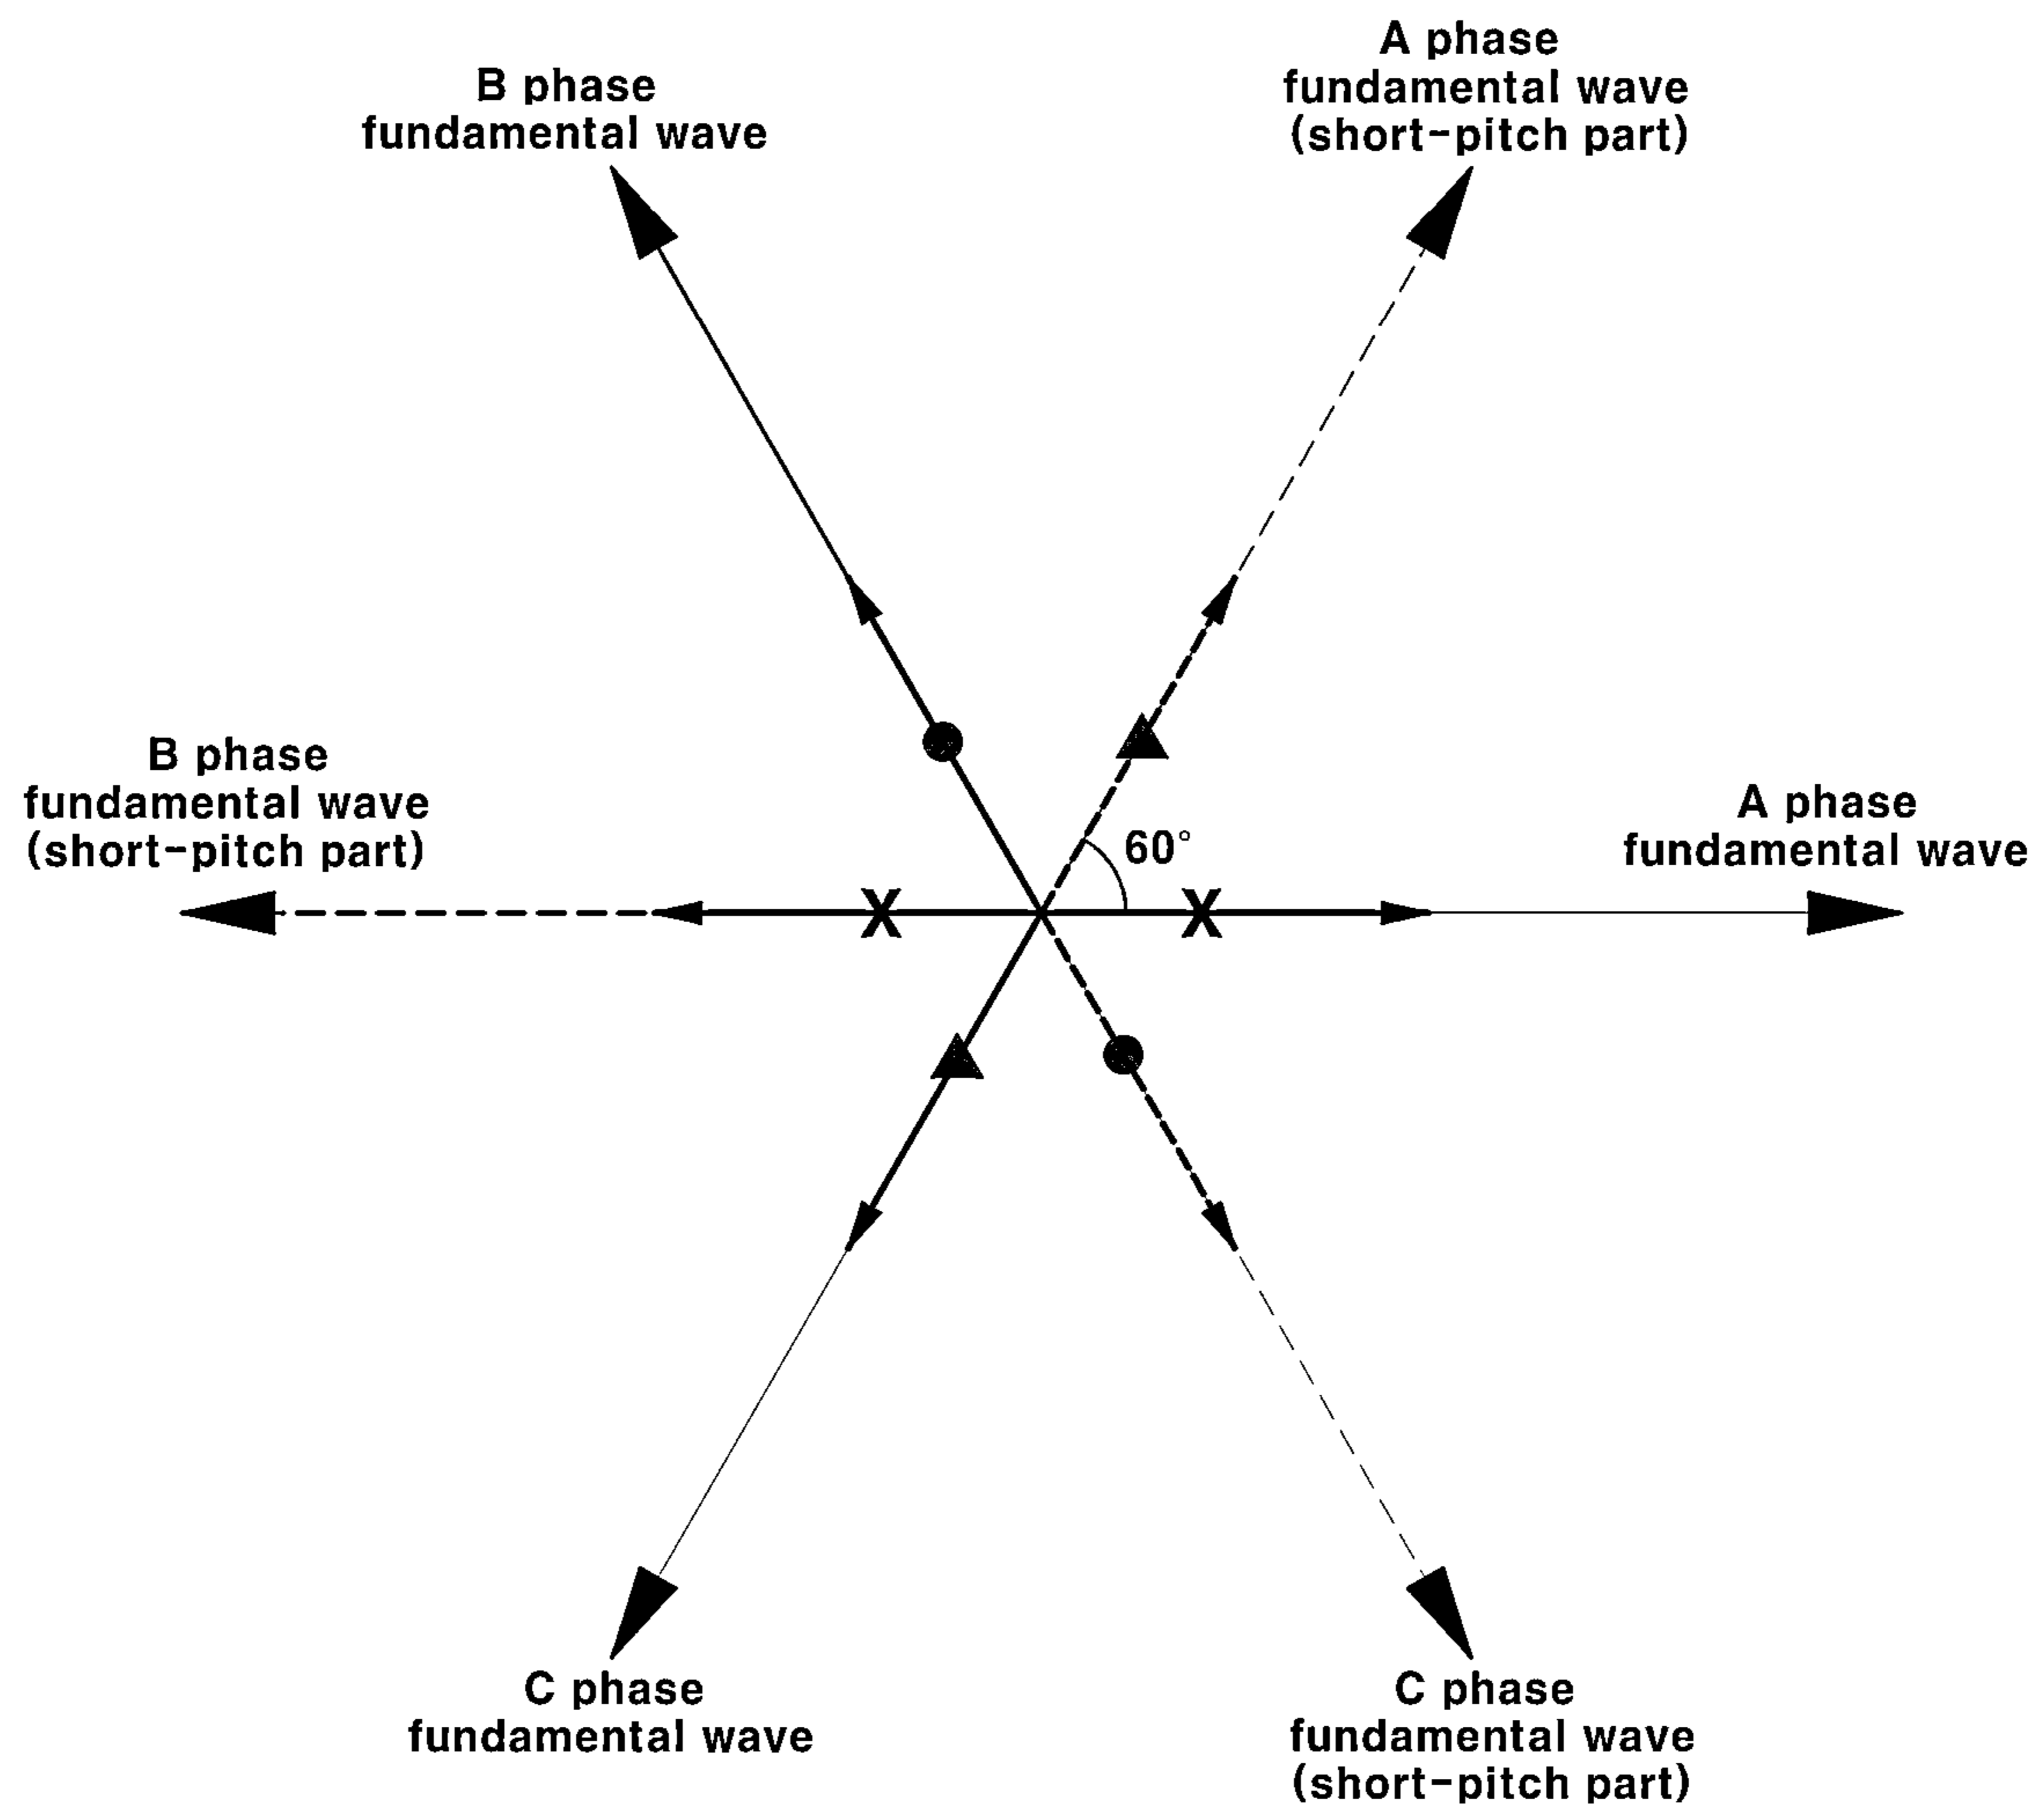 A phase
fundamental wave
(short-pitch part)
B phase
fundamental wave
B phase
fundamental wave
(short-pitch part)
60°
A phase
fundamental wave
X
X
C phase
fundamental wave
C phase
fundamental wave
(short-pitch part)